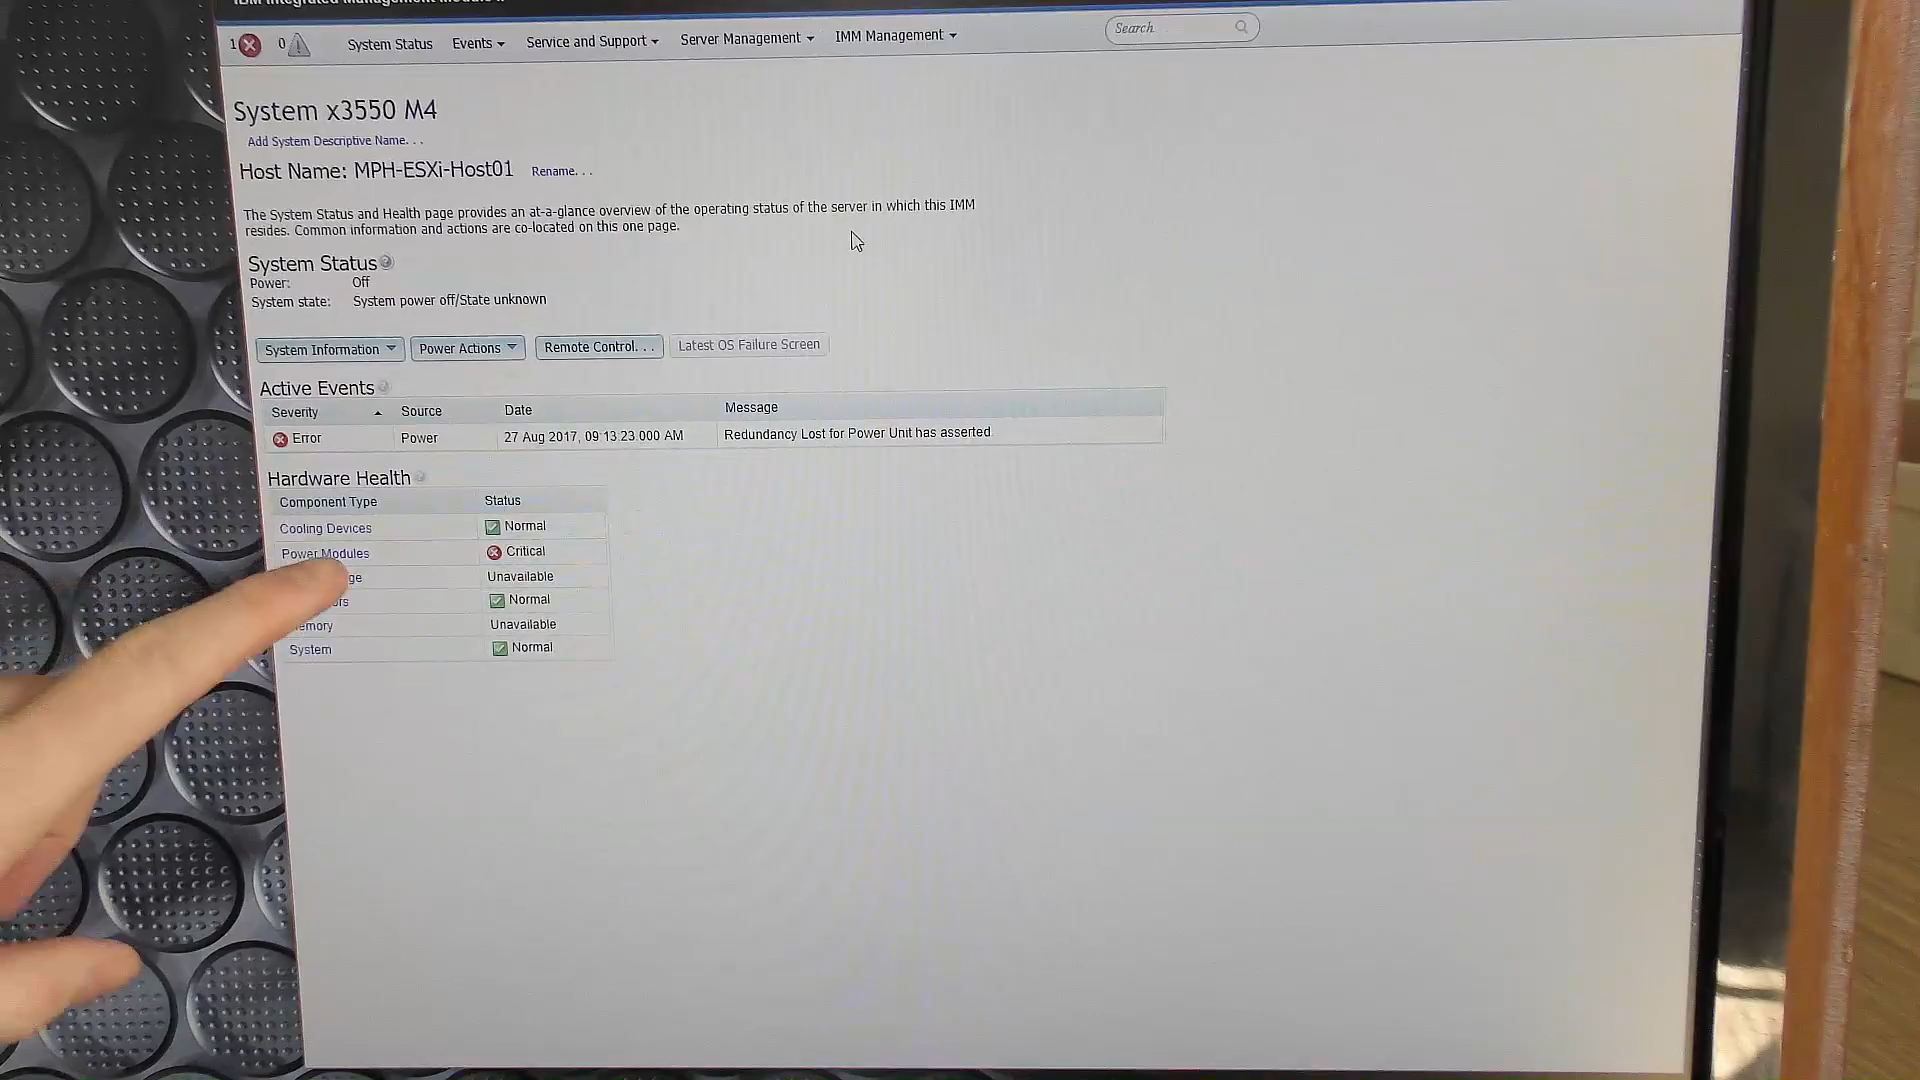 IBM Integrated Management Module II
1 0 System Status Events Service and Support Server Management IMM Management Search
System x3550 M4
Add System Descriptive Name. . .
Host Name: MPH-ESXi-Host01 Rename. . .
The System Status and Health page provides an at-a-glance overview of the operating status of the server in which this IMM
resides. Common information and actions are co-located on this one page.
System Status
Power: Off
System state: System power off/State unknown
System Information Power Actions Remote Control. . . Latest OS Failure Screen
Active Events
Severity Source Date Message
Error Power 27 Aug 2017, 09:13:23.000 AM Redundancy Lost for Power Unit has asserted
Hardware Health
Component Type Status
Cooling Devices Normal
Power Modules Critical
Unavailable
Normal
Memory Unavailable
System Normal